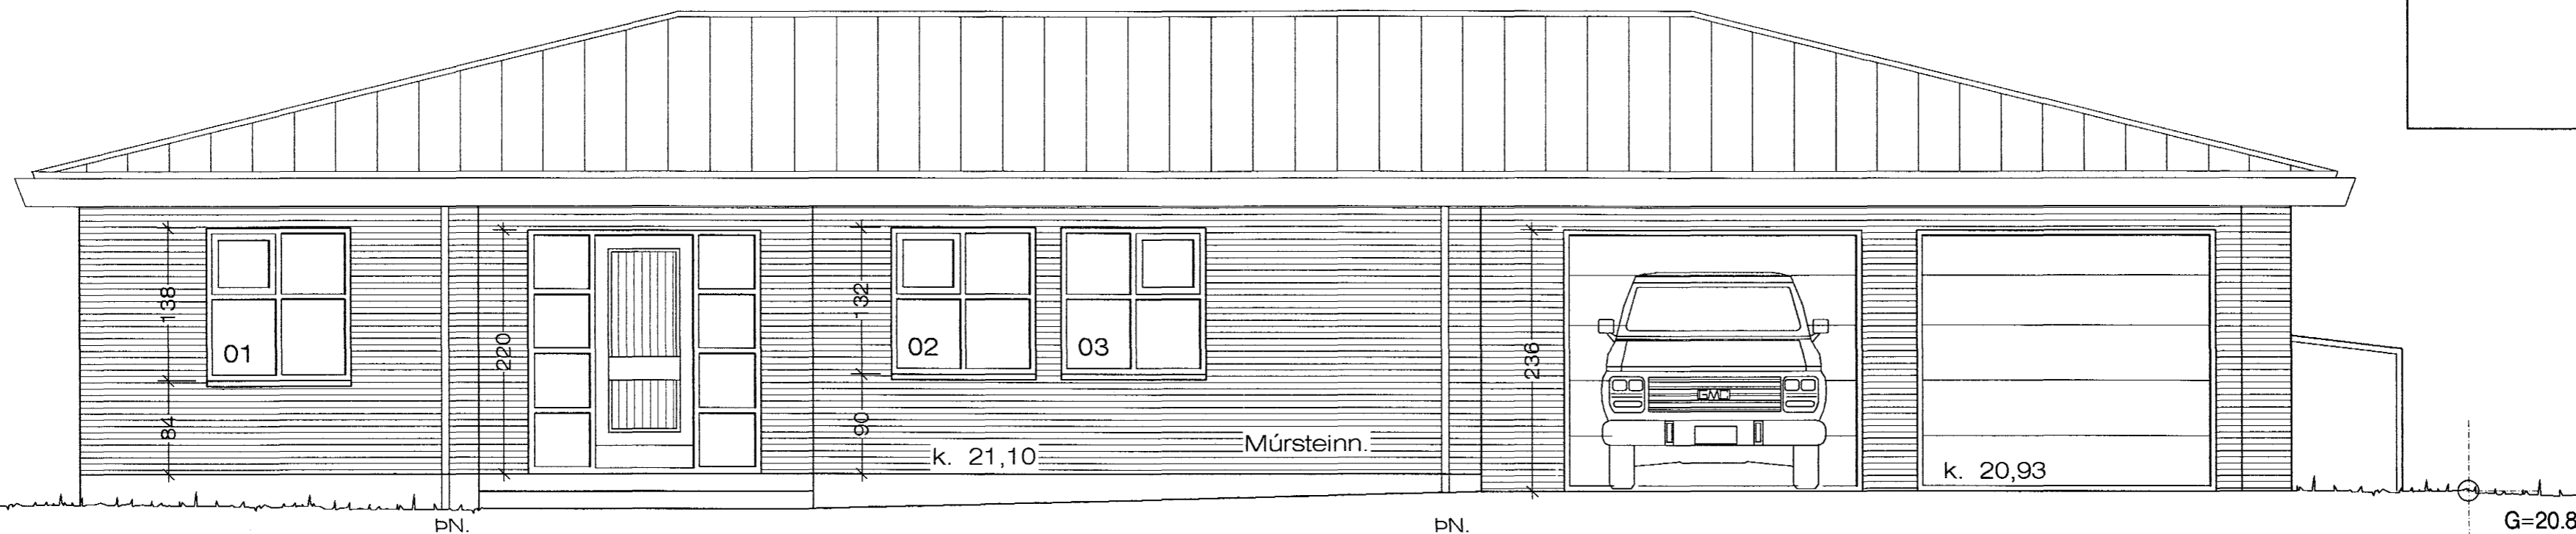 138
84
01
220
132
90
02
03
k. 21,10
Múrsteinn.
236
GMC
k. 20,93
ÞN.
ÞN.
G=20.8